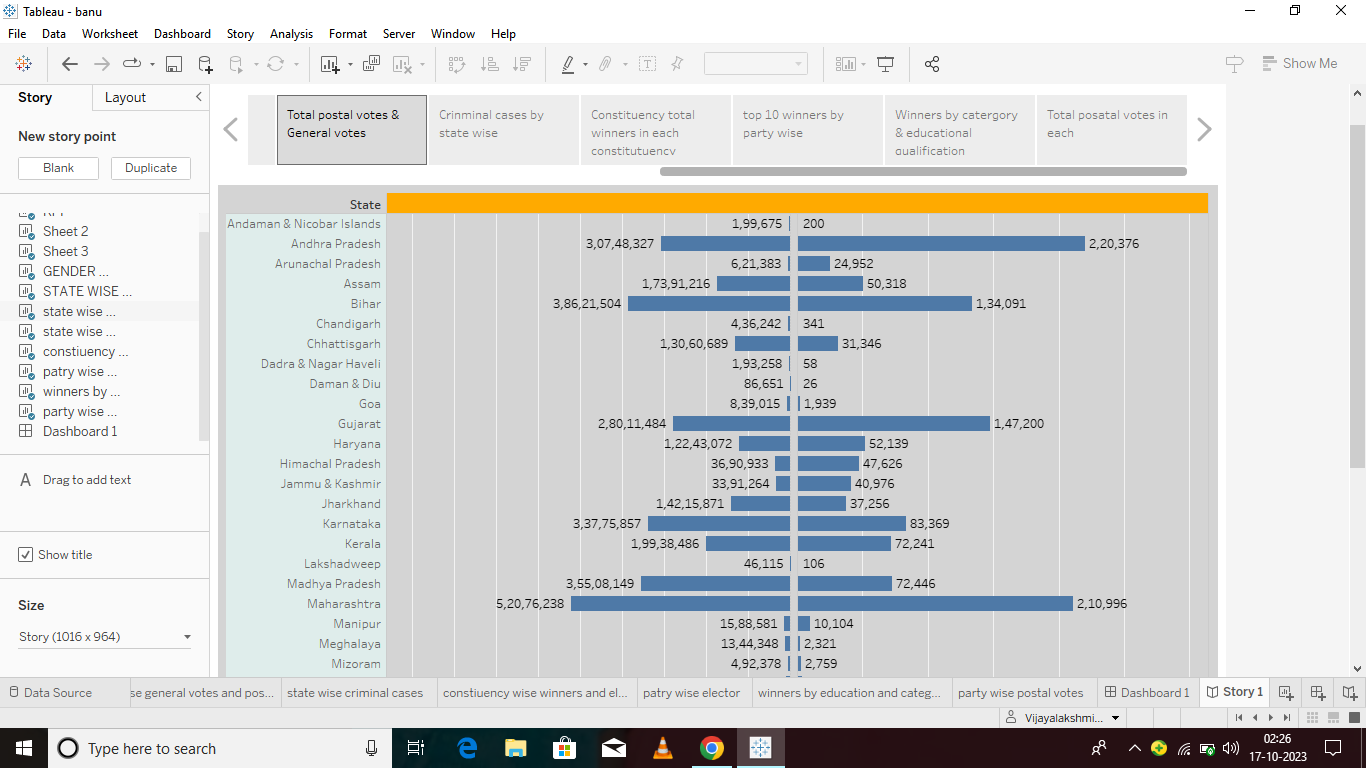 Tableau - banu
File Data Worksheet Dashboard Story Analysis Format Server Window Help
Show Me
Story Layout
New story point
Blank Duplicate
Sheet 2
Sheet 3
GENDER ...
STATE WISE ...
state wise ...
state wise ...
constiuency ...
patry wise ...
winners by ...
party wise ...
Dashboard 1
A Drag to add text
Show title
Size
Story (1016 x 964)
Total postal votes & General votes
Crinminal cases by state wise
Constituency total winners in each constitutuency
top 10 winners by party wise
Winners by catergory & educational qualification
Total posatal votes in each
State
Andaman & Nicobar Islands 1,99,675 200
Andhra Pradesh 3,07,48,327 2,20,376
Arunachal Pradesh 6,21,383 24,952
Assam 1,73,91,216 50,318
Bihar 3,86,21,504 1,34,091
Chandigarh 4,36,242 341
Chhattisgarh 1,30,60,689 31,346
Dadra & Nagar Haveli 1,93,258 58
Daman & Diu 86,651 26
Goa 8,39,015 1,939
Gujarat 2,80,11,484 1,47,200
Haryana 1,22,43,072 52,139
Himachal Pradesh 36,90,933 47,626
Jammu & Kashmir 33,91,264 40,976
Jharkhand 1,42,15,871 37,256
Karnataka 3,37,75,857 83,369
Kerala 1,99,38,486 72,241
Lakshadweep 46,115 106
Madhya Pradesh 3,55,08,149 72,446
Maharashtra 5,20,76,238 2,10,996
Manipur 15,88,581 10,104
Meghalaya 13,44,348 2,321
Mizoram 4,92,378 2,759
Data Source se general votes and pos... state wise criminal cases constiuency wise winners and el... patry wise elector winners by education and categ... party wise postal votes Dashboard 1 Story 1
Vijayalakshmi...
Type here to search
02:26
17-10-2023